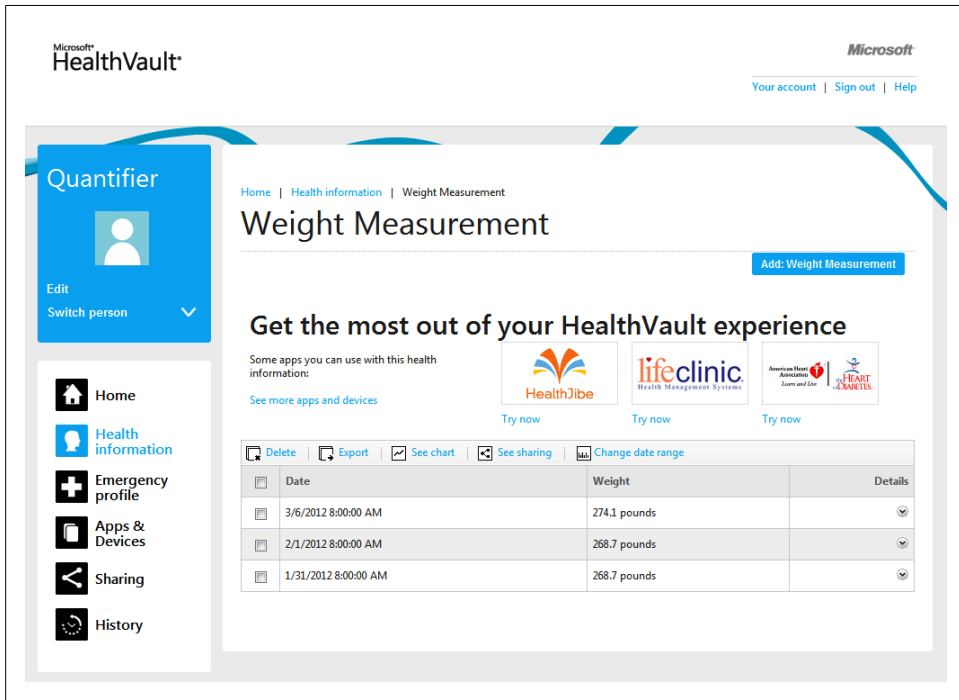 Microsoft®
HealthVault®
Microsoft
Your account | Sign out | Help
Quantifier
Edit
Switch person
Home
Health
information
Emergency
profile
Apps &
Devices
Sharing
History
Home | Health information | Weight Measurement
Weight Measurement
Add: Weight Measurement
Get the most out of your HealthVault experience
Some apps you can use with this health
information:
See more apps and devices
HealthJibe
Try now
lifeclinic.
Health Management Systems
Try now
American Heart
Association
Learn and Live
the HEART
of DIABETES
Try now
Delete | Export | See chart | See sharing | Change date range
Date Weight Details
3/6/2012 8:00:00 AM 274.1 pounds
2/1/2012 8:00:00 AM 268.7 pounds
1/31/2012 8:00:00 AM 268.7 pounds